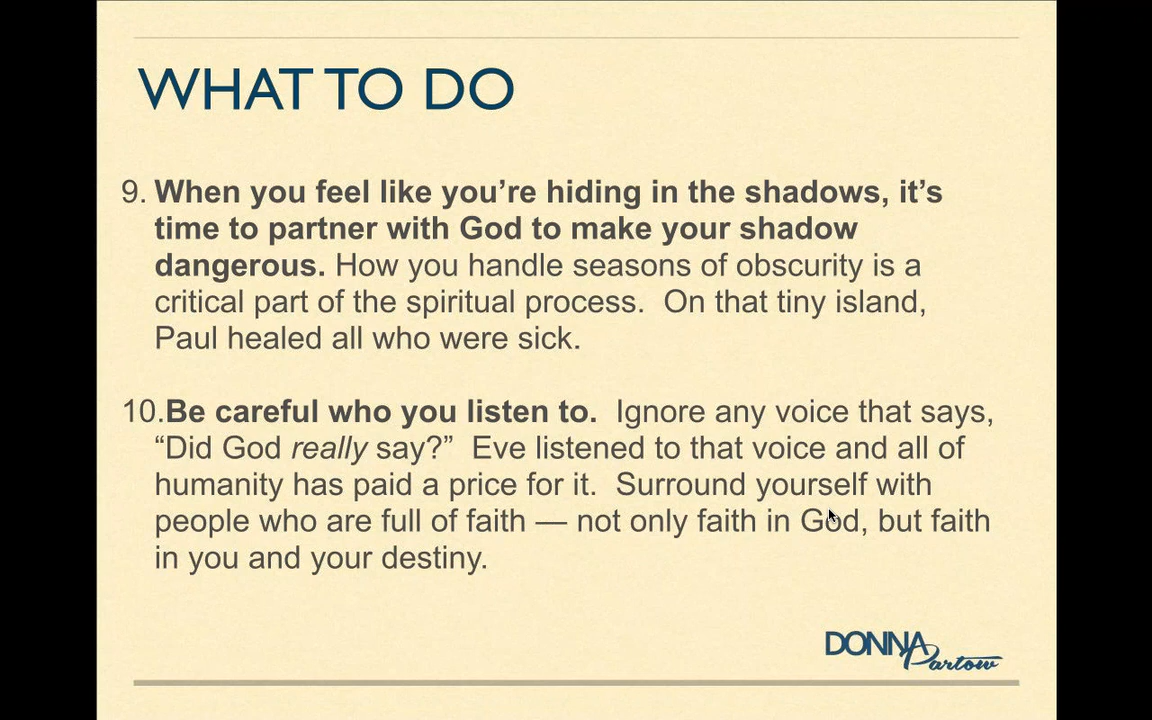 WHAT TO DO
9. When you feel like you’re hiding in the shadows, it’s
time to partner with God to make your shadow
dangerous. How you handle seasons of obscurity is a
critical part of the spiritual process.  On that tiny island,
Paul healed all who were sick.
10.Be careful who you listen to.  Ignore any voice that says,
“Did God really say?”  Eve listened to that voice and all of
humanity has paid a price for it.  Surround yourself with
people who are full of faith — not only faith in God, but faith
in you and your destiny.
DONNA
Partow